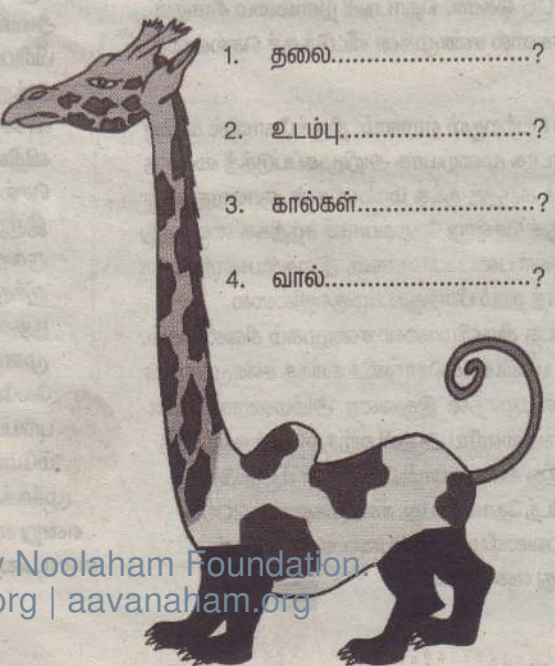 1. தலை..................?
2. உடம்பு..................?
3. கால்கள்..................?
4. வால்..................?
Noolaham Foundation.
org | aavanaham.org